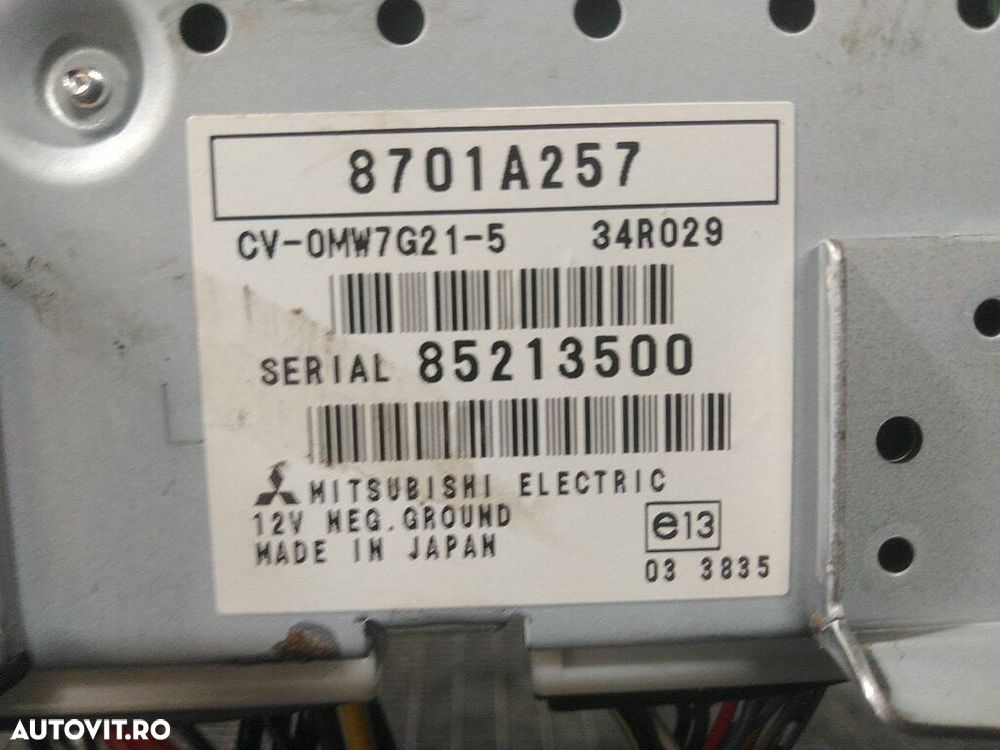 8701A257
CV-0MW7G21-5 34R029
SERIAL 85213500
MITSUBISHI ELECTRIC
12V NEG.GROUND
MADE IN JAPAN
e13
03 3835
AUTOVIT.RO